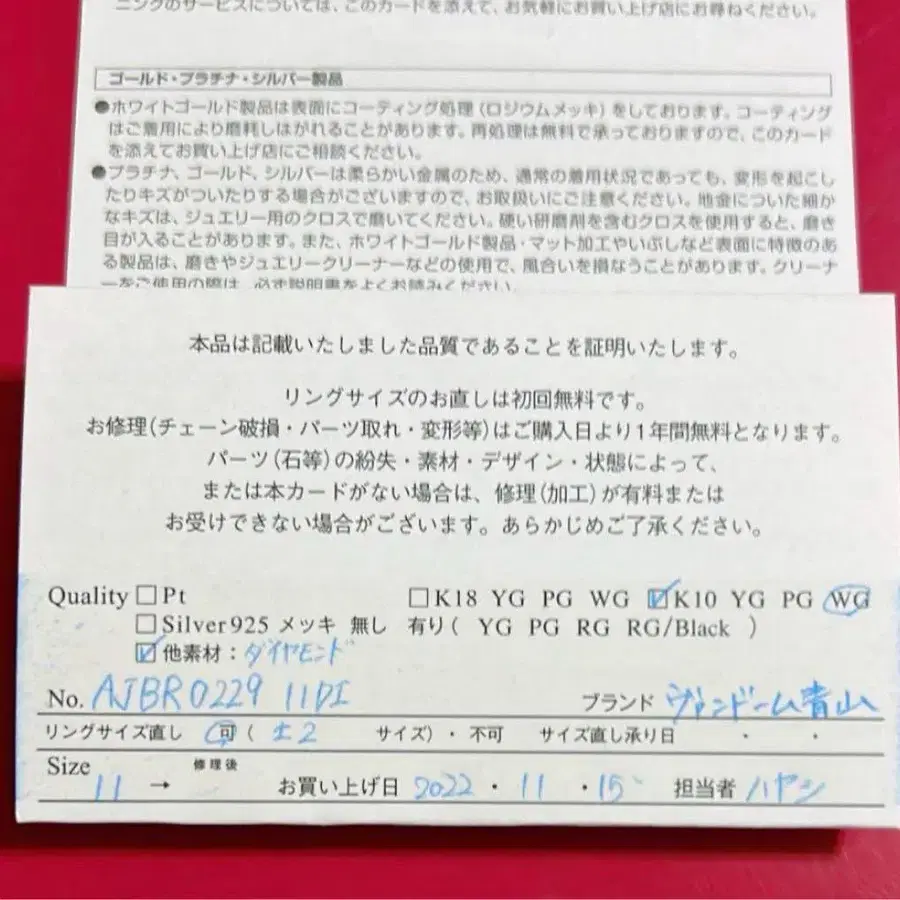 ニングのサービスについては、このカードを添えて、お気軽にお買い上げ店にお尋ねください。
ゴールド・プラチナ・シルバー製品
●ホワイトゴールド製品は表面にコーティング処理(ロジウムメッキ)をしております。コーティング
はご着用により磨耗しはがれることがあります。再処理は無料で承っておりますので、このカード
を添えてお買い上げ店にご相談ください。
●プラチナ、ゴールド、シルバーは柔らかい金属のため、通常の着用状況であっても、変形を起こし
たりキズがついたりする場合がございますので、お取扱いにご注意ください。地金についた細か
なキズは、ジュエリー用のクロスで磨いてください。硬い研磨剤を含むクロスを使用すると、磨き
目が入ることがあります。また、ホワイトゴールド製品・マット加工やいぶしなど表面に特徴のあ
る製品は、磨きやジュエリークリーナーなどの使用で、風合いを損なうことがあります。クリーナ
ーをご使用の際は、必ず説明書をよくお読みください。
本品は記載いたしました品質であることを証明いたします。
リングサイズのお直しは初回無料です。
お修理(チェーン破損・パーツ取れ・変形等)はご購入日より1年間無料となります。
パーツ(石等)の紛失・素材・デザイン・状態によって、
または本カードがない場合は、修理(加工)が有料または
お受けできない場合がございます。あらかじめご了承ください。
Quality □Pt □K18 YG PG WG ☑K10 YG PG WG
□Silver925 メッキ 無し 有り( YG PG RG RG/Black )
☑他素材:ダイヤモンド
No. AJBR0229 11DI ブランド ヴァンドーム青山
リングサイズ直し 可( ±2 サイズ)・不可 サイズ直し承り日 ・ ・
Size 11 → 修理後 お買い上げ日 2022・11・15 担当者 ハヤシ